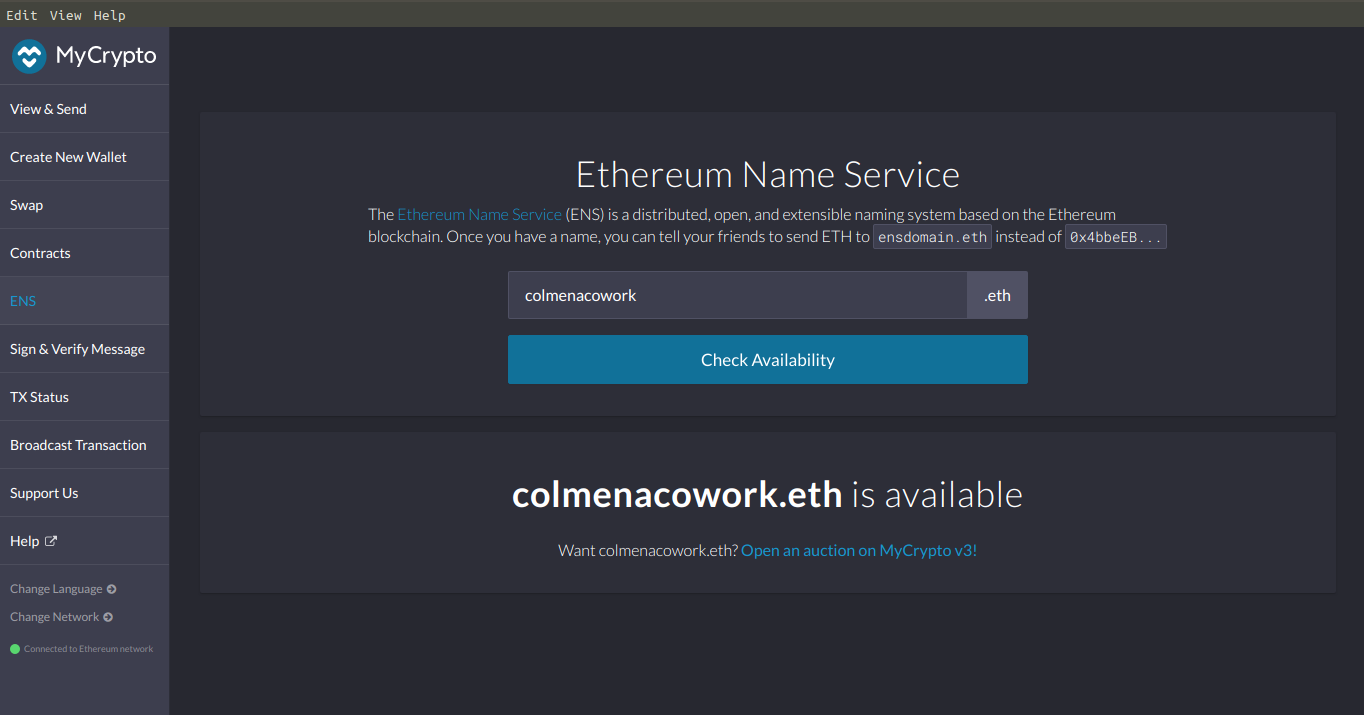 Edit View Help
MyCrypto
View & Send
Create New Wallet
Swap
Contracts
ENS
Sign & Verify Message
TX Status
Broadcast Transaction
Support Us
Help
Change Language
Change Network
Connected to Ethereum network
Ethereum Name Service
The Ethereum Name Service (ENS) is a distributed, open, and extensible naming system based on the Ethereum
blockchain. Once you have a name, you can tell your friends to send ETH to ensdomain.eth instead of 0x4bbeEB...
colmenacowork .eth
Check Availability
colmenacowork.eth is available
Want colmenacowork.eth? Open an auction on MyCrypto v3!